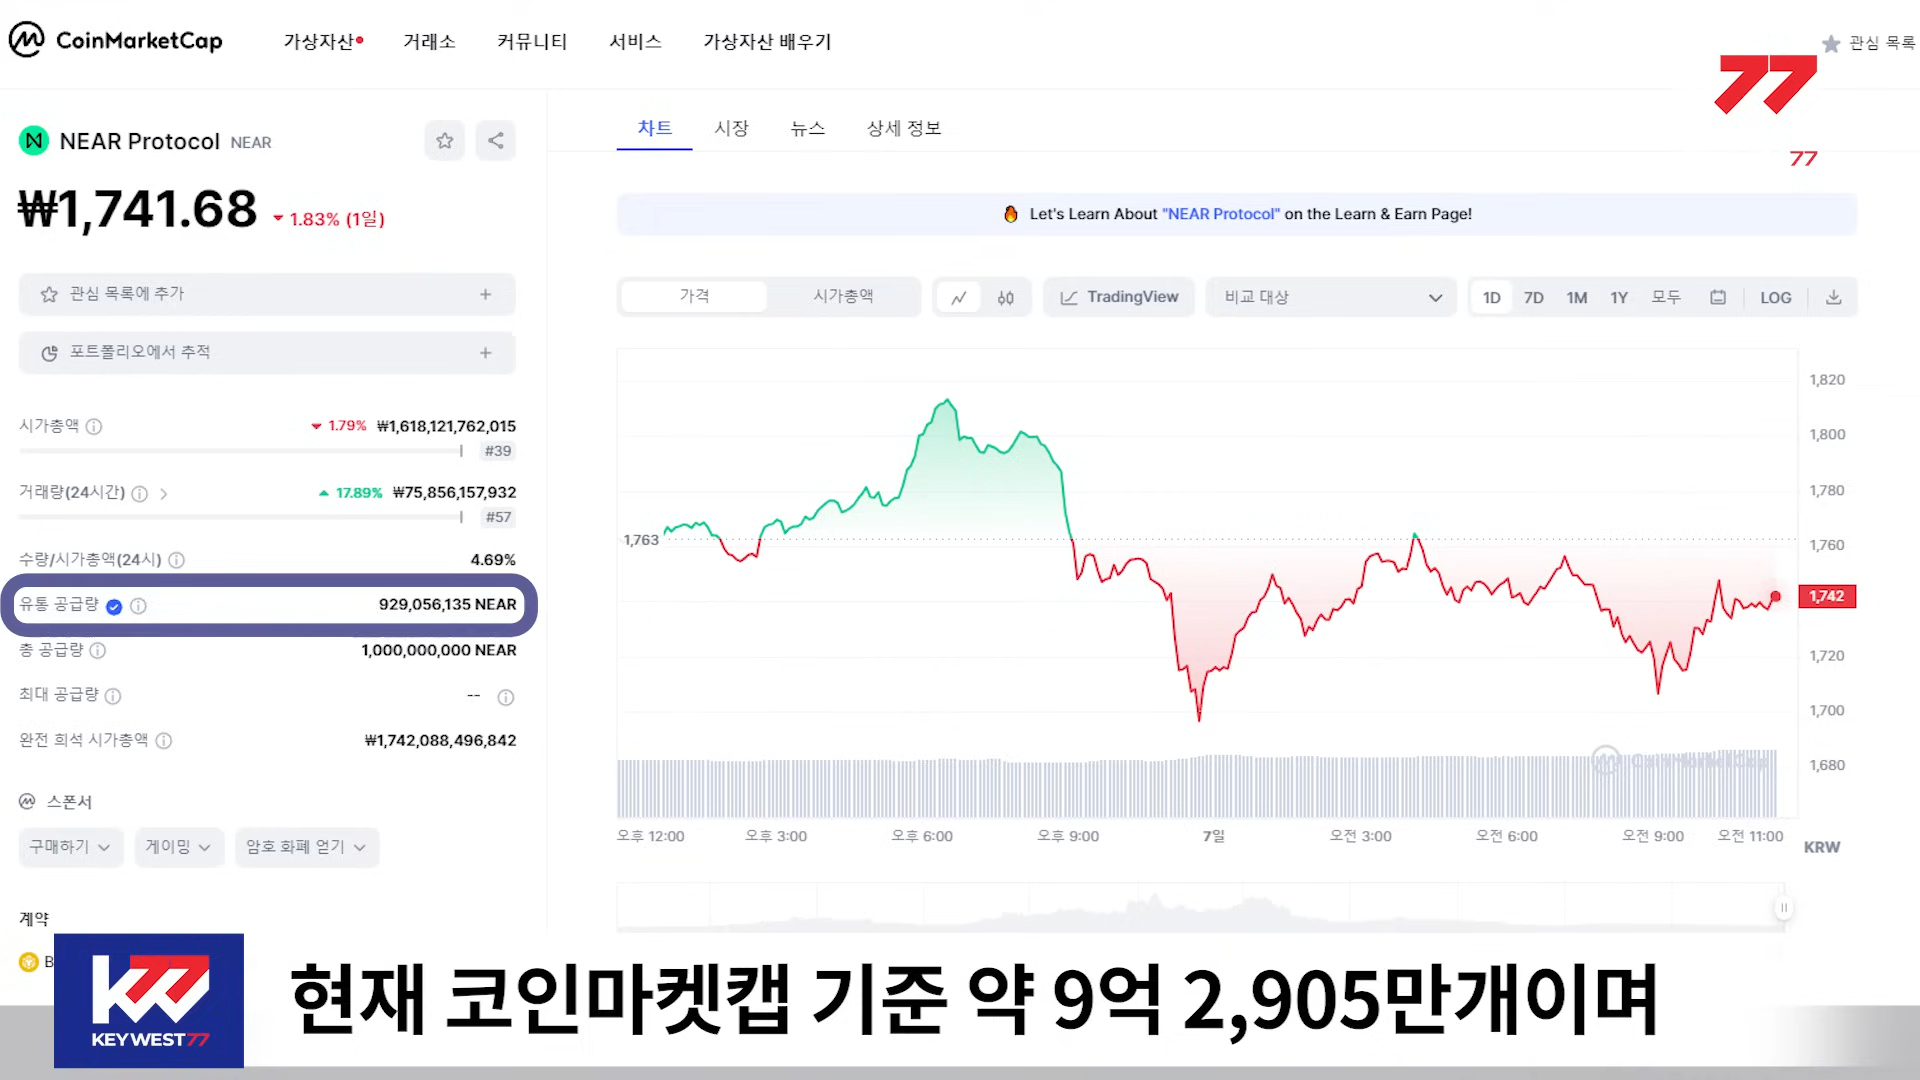 CoinMarketCap 가상자산 거래소 커뮤니티 서비스 가상자산 배우기 관심 목록
77
77
NEAR Protocol NEAR
₩1,741.68 1.83% (1일)
관심 목록에 추가 +
포트폴리오에서 추적 +
시가총액 1.79% ₩1,618,121,762,015
#39
거래량(24시간) 17.89% ₩75,856,157,932
#57
수량/시가총액(24시) 4.69%
유통 공급량 929,056,135 NEAR
총 공급량 1,000,000,000 NEAR
최대 공급량 --
완전 희석 시가총액 ₩1,742,088,496,842
스폰서
구매하기 게이밍 암호 화폐 얻기
계약
B
차트 시장 뉴스 상세 정보
Let's Learn About "NEAR Protocol" on the Learn & Earn Page!
가격 시가총액 TradingView 비교 대상 1D 7D 1M 1Y 모두 LOG
1,820
1,800
1,780
1,763
1,760
1,742
1,720
1,700
1,680
CoinMarketCap
오후 12:00 오후 3:00 오후 6:00 오후 9:00 7일 오전 3:00 오전 6:00 오전 9:00 오전 11:00
KRW
K77
KEYWEST77
현재 코인마켓캡 기준 약 9억 2,905만개이며